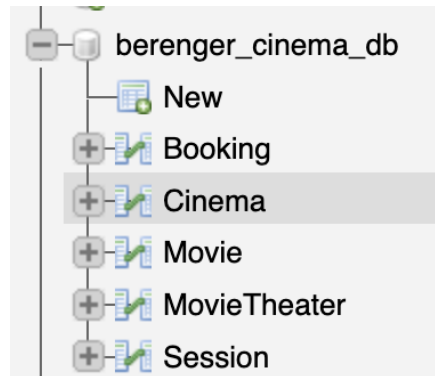 berenger_cinema_db
New
Booking
Cinema
Movie
MovieTheater
Session